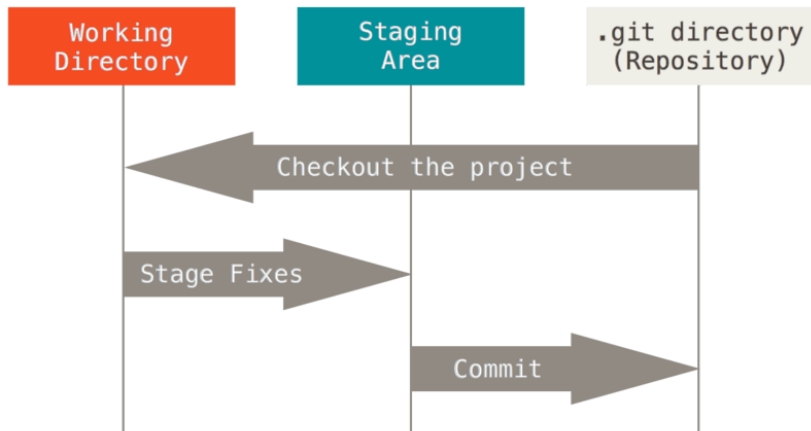 Working
Directory
Staging
Area
.git directory
(Repository)
Checkout the project
Stage Fixes
Commit